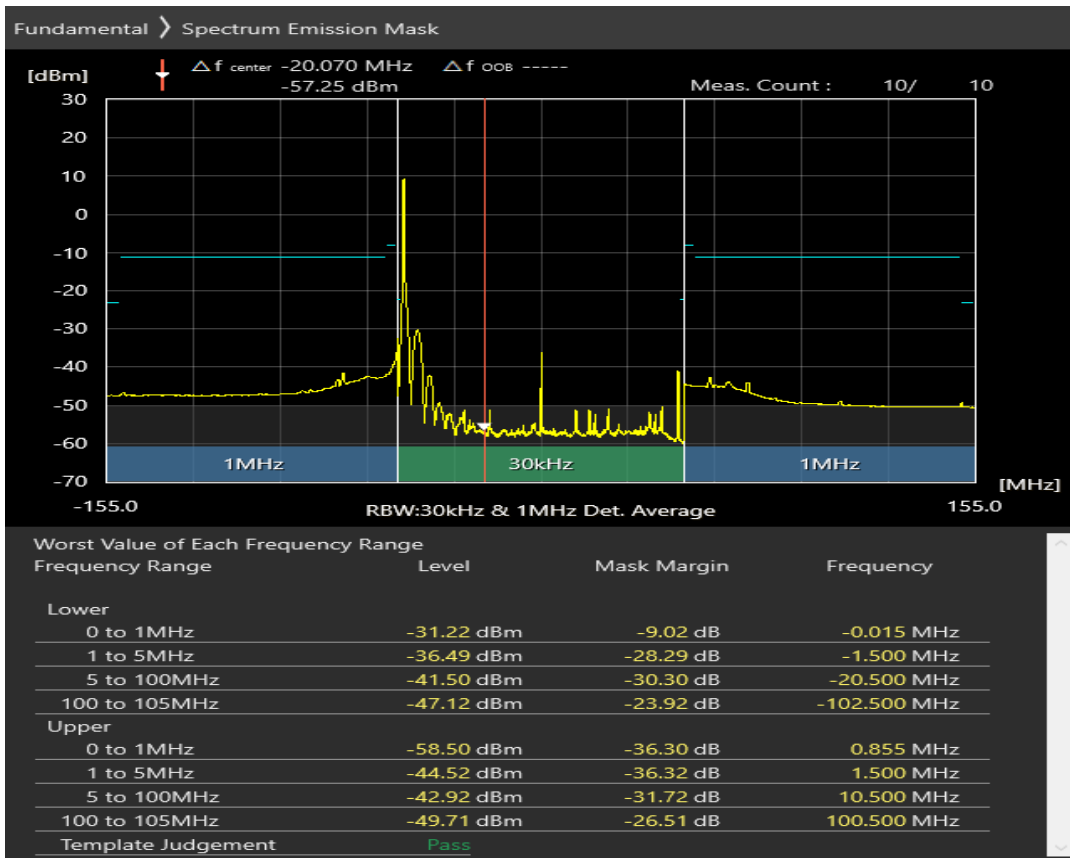 Fundamental ❭ Spectrum Emission Mask
[dBm] Δf center -20.070 MHz Δf OOB -----
-57.25 dBm Meas. Count : 10/ 10
30
20
10
0
-10
-20
-30
-40
-50
-60
1MHz 30kHz 1MHz
-70 [MHz]
-155.0 RBW:30kHz & 1MHz Det. Average 155.0
Worst Value of Each Frequency Range
Frequency Range Level Mask Margin Frequency
Lower
0 to 1MHz -31.22 dBm -9.02 dB -0.015 MHz
1 to 5MHz -36.49 dBm -28.29 dB -1.500 MHz
5 to 100MHz -41.50 dBm -30.30 dB -20.500 MHz
100 to 105MHz -47.12 dBm -23.92 dB -102.500 MHz
Upper
0 to 1MHz -58.50 dBm -36.30 dB 0.855 MHz
1 to 5MHz -44.52 dBm -36.32 dB 1.500 MHz
5 to 100MHz -42.92 dBm -31.72 dB 10.500 MHz
100 to 105MHz -49.71 dBm -26.51 dB 100.500 MHz
Template Judgement Pass